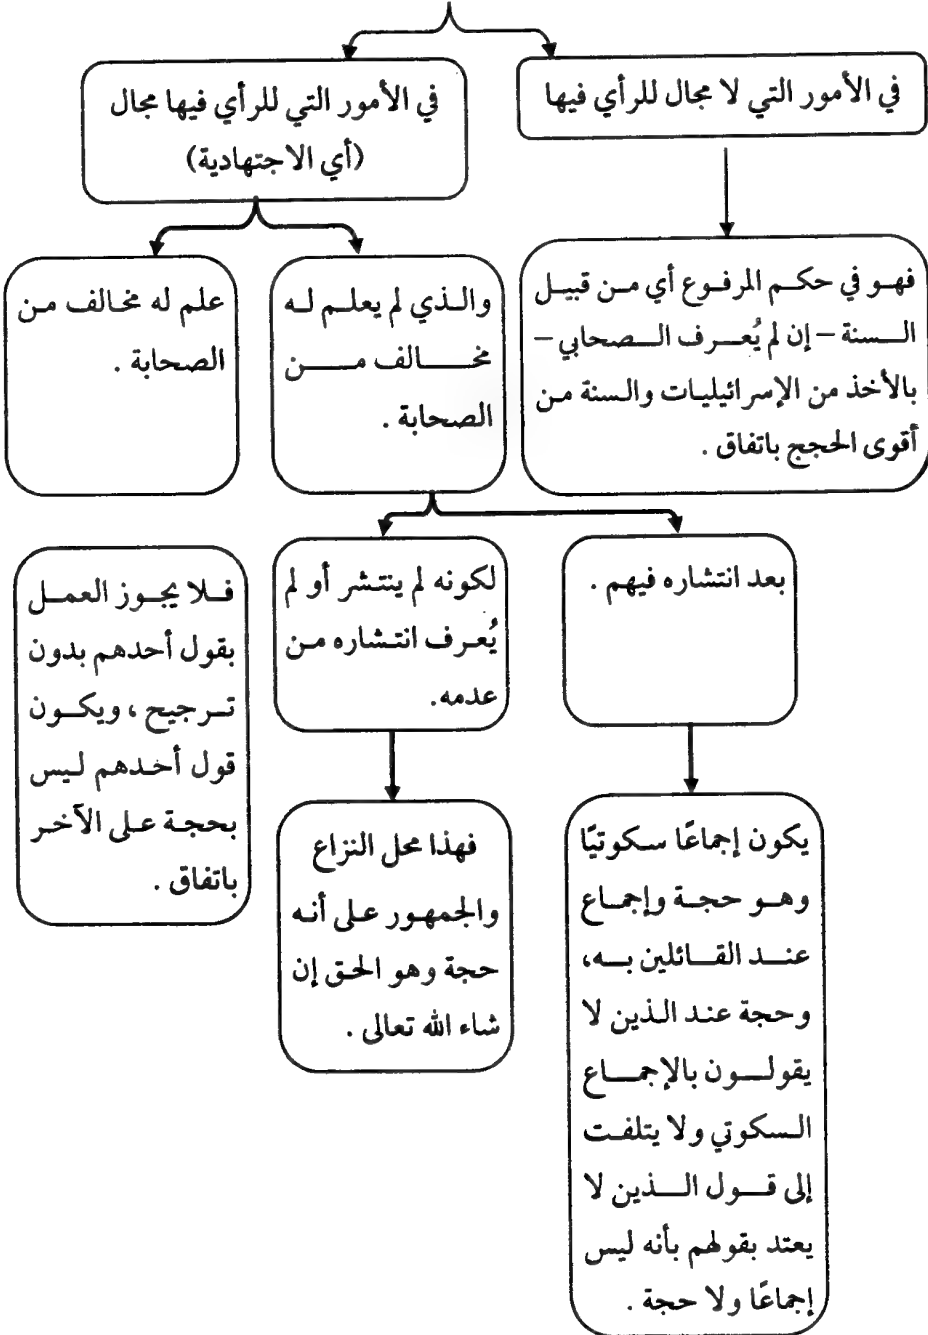 في الأمور التي لا مجال للرأي فيها
في الأمور التي للرأي فيها مجال
(أي الاجتهادية)
فهو في حكم المرفوع أي من قبيل
السنة – إن لم يُعرف الصحابي –
بالأخذ من الإسرائيليات والسنة من
أقوى الحجج باتفاق .
والذي لم يعلم له
مخالف من
الصحابة .
علم له مخالف من
الصحابة .
بعد انتشاره فيهم .
لكونه لم ينتشر أو لم
يُعرف انتشاره من
عدمه.
فلا يجوز العمل
بقول أحدهم بدون
ترجيح ، ويكون
قول أحدهم ليس
بحجة على الآخر
باتفاق .
يكون إجماعًا سكوتيًا
وهو حجة وإجماع
عند القائلين به،
وحجة عند الذين لا
يقولون بالإجماع
السكوتي ولا يتلفت
إلى قول الذين لا
يعتد بقولهم بأنه ليس
إجماعًا ولا حجة .
فهذا محل النزاع
والجمهور على أنه
حجة وهو الحق إن
شاء الله تعالى .